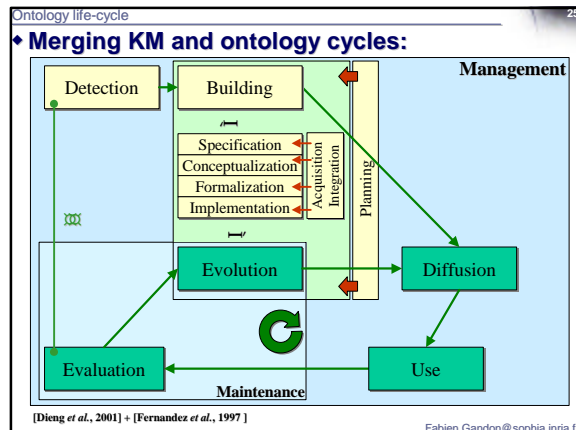 Ontology life-cycle
25
Merging KM and ontology cycles:
Management
Detection
Building
Specification
Conceptualization
Formalization
Implementation
Acquisition
Integration
Planning
Evolution
Diffusion
Evaluation
Use
Maintenance
[Dieng et al., 2001] + [Fernandez et al., 1997 ]
Fabien.Gandon@sophia.inria.f